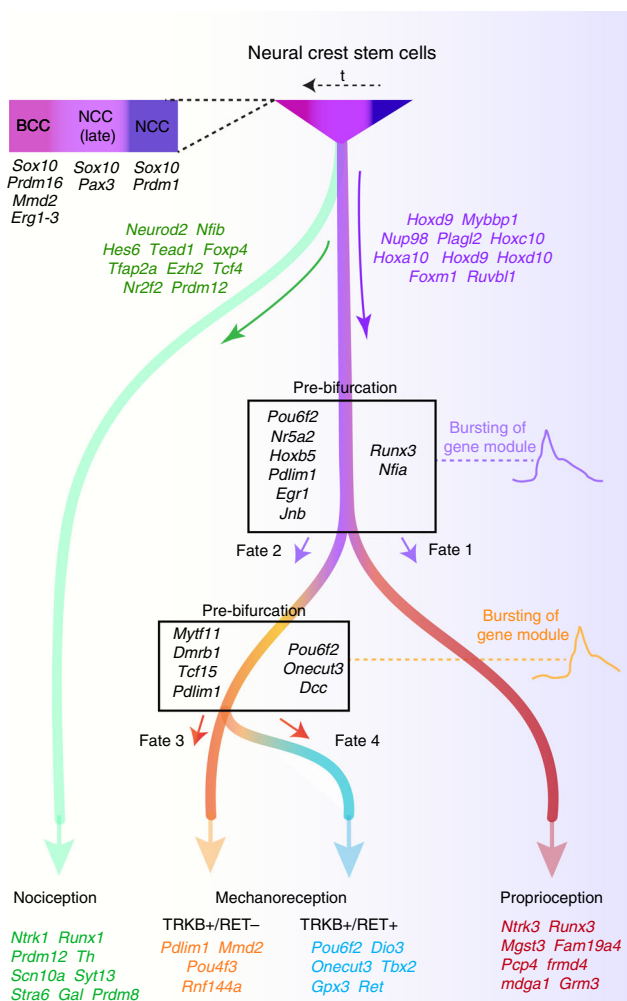 Neural crest stem cells
t
BCC
NCC
(late)
NCC
Sox10
Prdm16
Mmd2
Erg1-3
Sox10
Pax3
Sox10
Prdm1
Neurod2 Nfib
Hes6 Tead1 Foxp4
Tfap2a Ezh2 Tcf4
Nr2f2 Prdm12
Hoxd9 Mybbp1
Nup98 Plagl2 Hoxc10
Hoxa10 Hoxd9 Hoxd10
Foxm1 Ruvbl1
Pre-bifurcation
Pou6f2
Nr5a2
Hoxb5
Pdlim1
Egr1
Jnb
Runx3
Nfia
Bursting of
gene module
Fate 2
Fate 1
Pre-bifurcation
Mytf11
Dmrb1
Tcf15
Pdlim1
Pou6f2
Onecut3
Dcc
Bursting of
gene module
Fate 3
Fate 4
Nociception
Mechanoreception
Proprioception
Ntrk1 Runx1
Prdm12 Th
Scn10a Syt13
Stra6 Gal Prdm8
TRKB+/RET–
Pdlim1 Mmd2
Pou4f3
Rnf144a
TRKB+/RET+
Pou6f2 Dio3
Onecut3 Tbx2
Gpx3 Ret
Ntrk3 Runx3
Mgst3 Fam19a4
Pcp4 frmd4
mdga1 Grm3